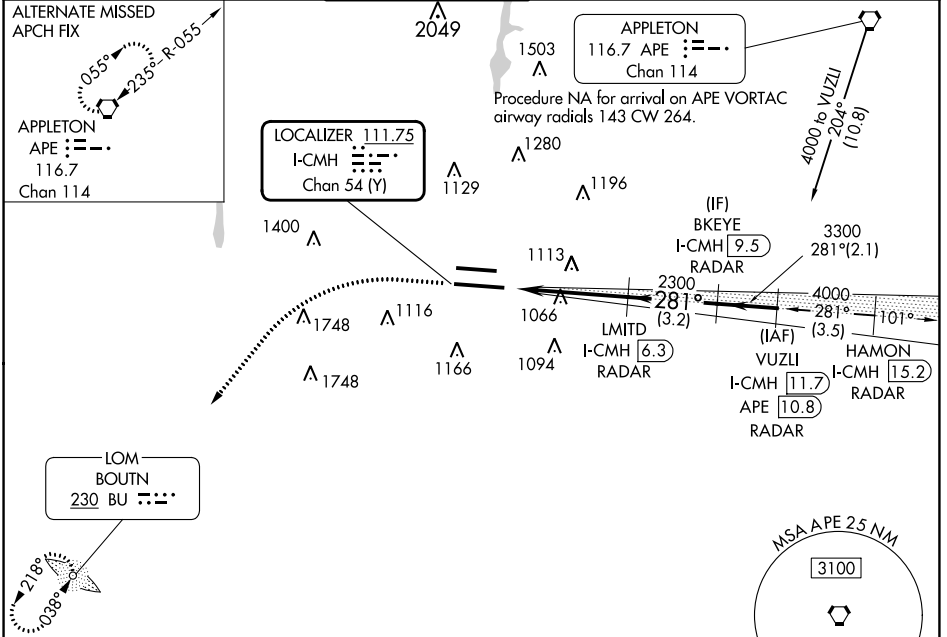 ALTERNATE MISSED
APCH FIX
055°
235°
R-055
APPLETON
APE
116.7
Chan 114
2049
1503
APPLETON
116.7 APE
Chan 114
Procedure NA for arrival on APE VORTAC
airway radials 143 CW 264.
4000 to VUZLI
204°
(10.8)
LOCALIZER 111.75
I-CMH
Chan 54 (Y)
1280
1129
1196
1400
1113
(IF)
BKEYE
I-CMH 9.5
RADAR
3300
281°(2.1)
2300
281°
(3.2)
4000
281°
(3.5)
101°
1066
1748
1116
1748
1166
1094
LMITD
I-CMH 6.3
RADAR
(IAF)
VUZLI
I-CMH 11.7
APE 10.8
RADAR
HAMON
I-CMH 15.2
RADAR
LOM
BOUTN
230 BU
218°
038°
MSA APE 25 NM
3100